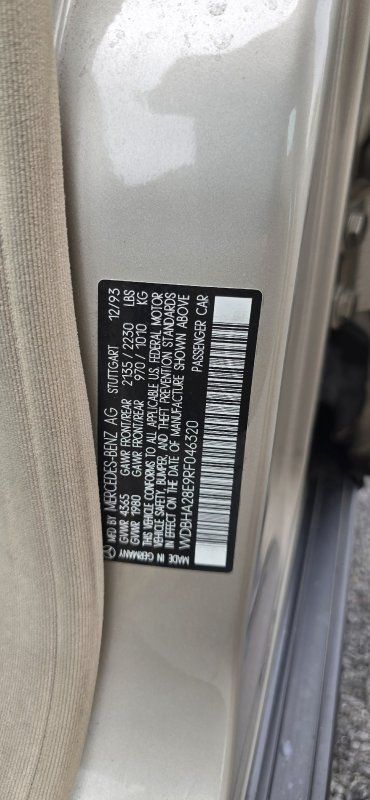 MFD BY MERCEDES-BENZ AG STUTTGART 12/93
GVWR 4365 GAWR FRONT/REAR 2135 / 2230 LBS
GVWR 1980 GAWR FRONT/REAR 970 / 1010 KG
THIS VEHICLE CONFORMS TO ALL APPLICABLE U.S. FEDERAL MOTOR
VEHICLE SAFETY, BUMPER, AND THEFT PREVENTION STANDARDS
IN EFFECT ON THE DATE OF MANUFACTURE SHOWN ABOVE
WDBHA28E9RF046320 PASSENGER CAR
MADE IN GERMANY